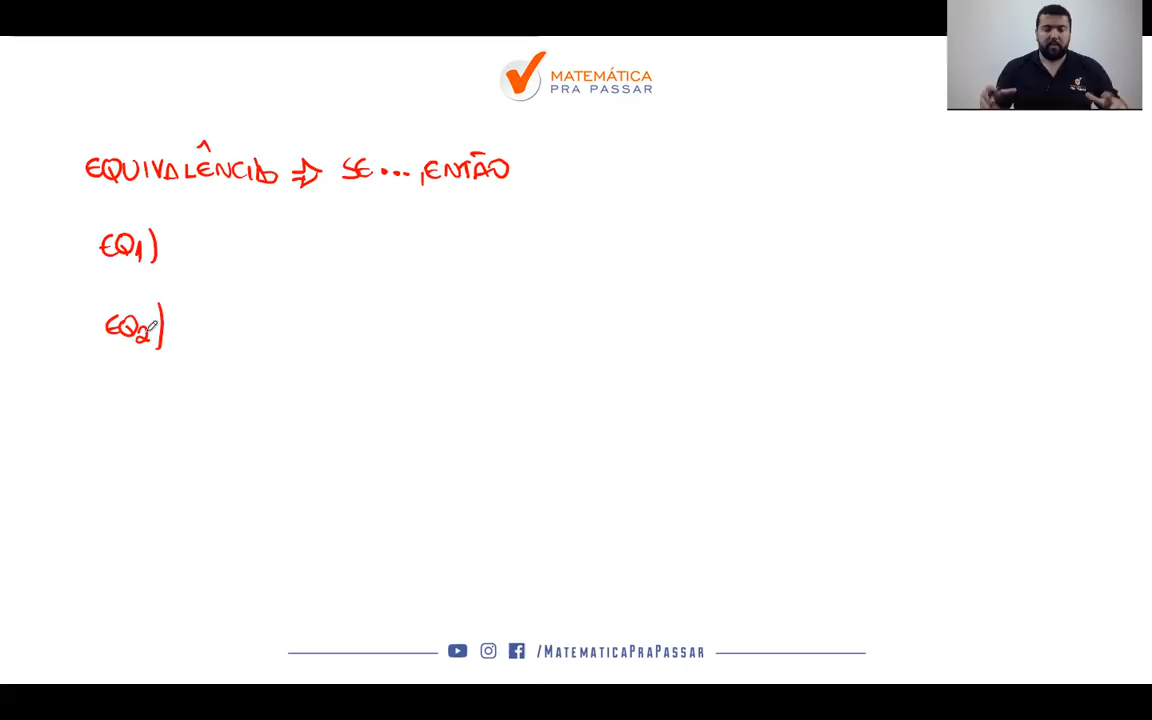 MATEMÁTICA
PRA PASSAR
EQUIVALÊNCIA ⇒ SE..., ENTÃO
EQ1)
EQ2)
/MATEMATICAPRAPASSAR